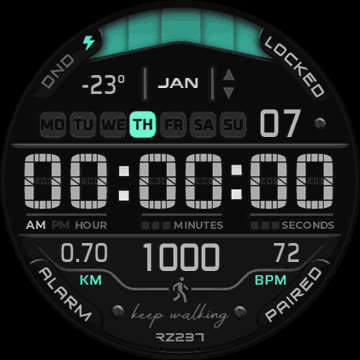 DND
LOCKED
-23°
JAN
MO TU WE TH FR SA SU
07
00:00:00
AM PM HOUR MINUTES SECONDS
0.70 1000 72
KM BPM
ALARM
PAIRED
keep walking
RZ237